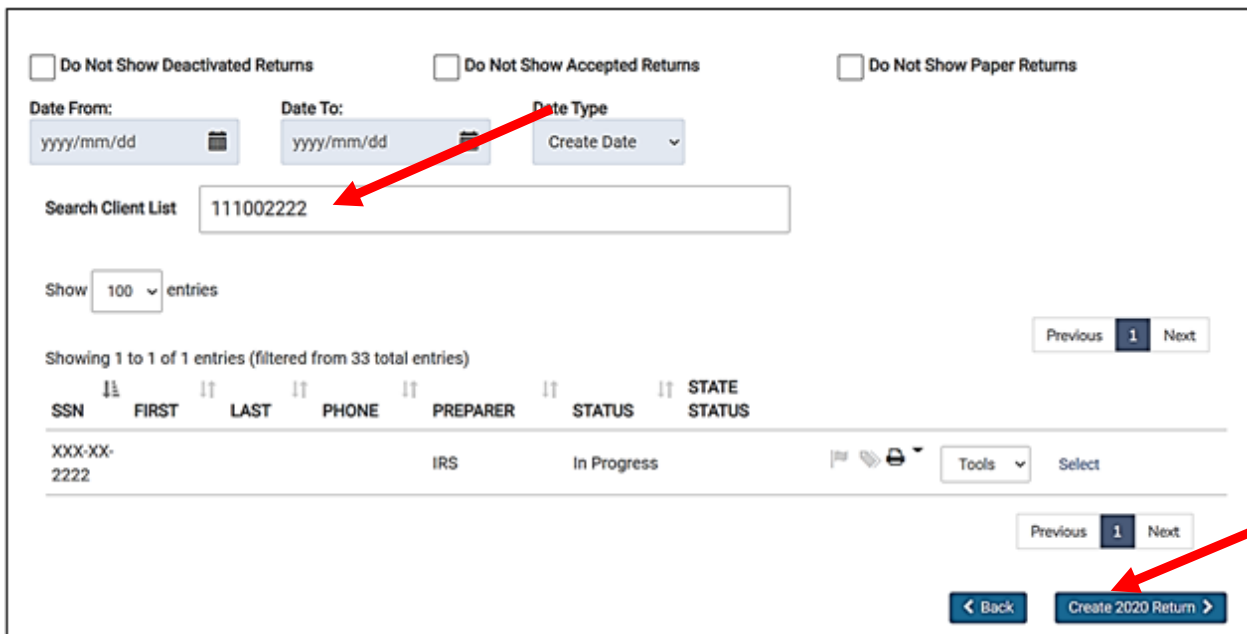 Do Not Show Deactivated Returns Do Not Show Accepted Returns Do Not Show Paper Returns
Date From: Date To: Date Type
yyyy/mm/dd yyyy/mm/dd Create Date
Search Client List 111002222
Show 100 entries
Previous 1 Next
Showing 1 to 1 of 1 entries (filtered from 33 total entries)
SSN FIRST LAST PHONE PREPARER STATUS STATE STATUS
XXX-XX-2222 IRS In Progress Tools Select
Previous 1 Next
Back Create 2020 Return